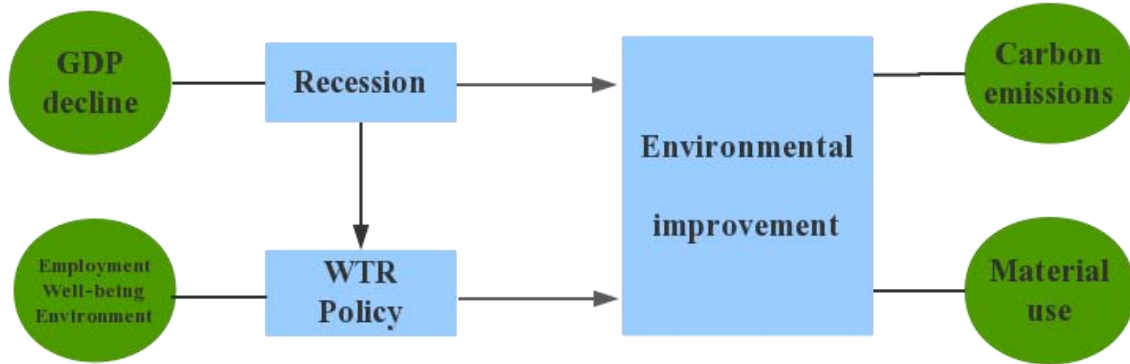 GDP
decline
Recession
Environmental
improvement
Carbon
emissions
Employment
Well-being
Environment
WTR
Policy
Material
use